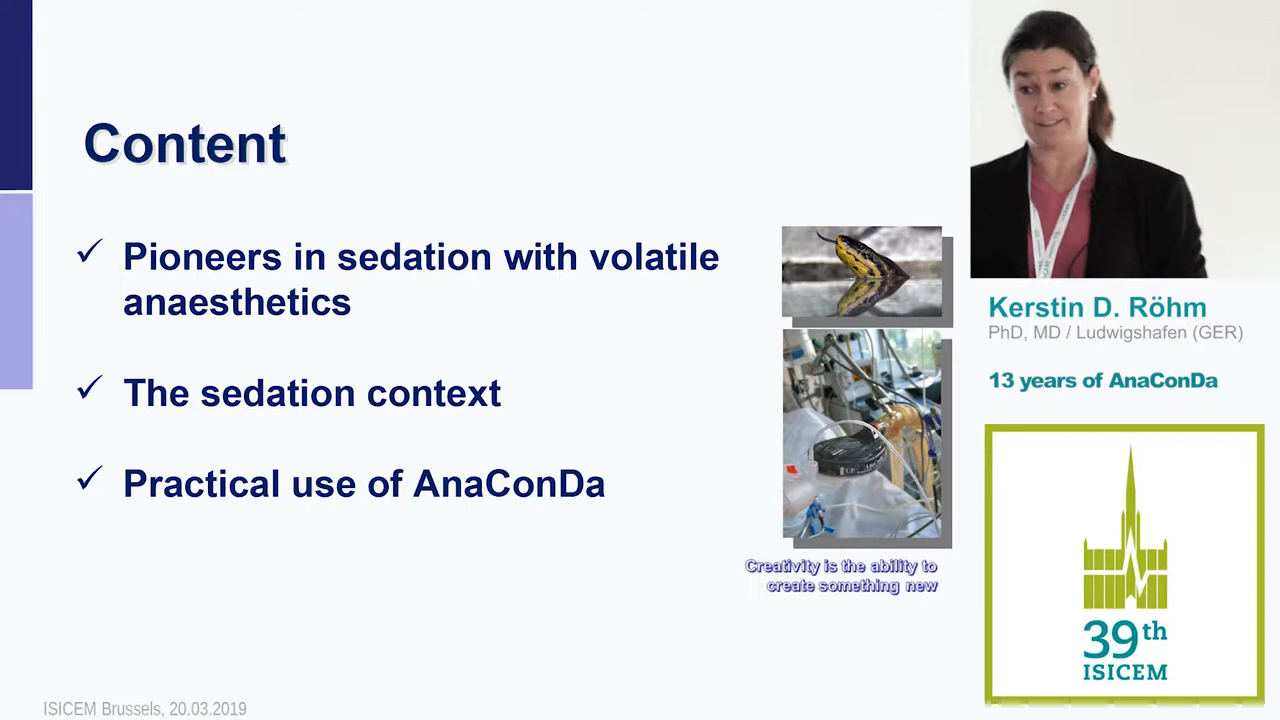 Content
Pioneers in sedation with volatile
anaesthetics
The sedation context
Practical use of AnaConDa
Creativity is the ability to
create something new
ISICEM Brussels, 20.03.2019
Kerstin D. Röhm
PhD, MD / Ludwigshafen (GER)
13 years of AnaConDa
39th
ISICEM